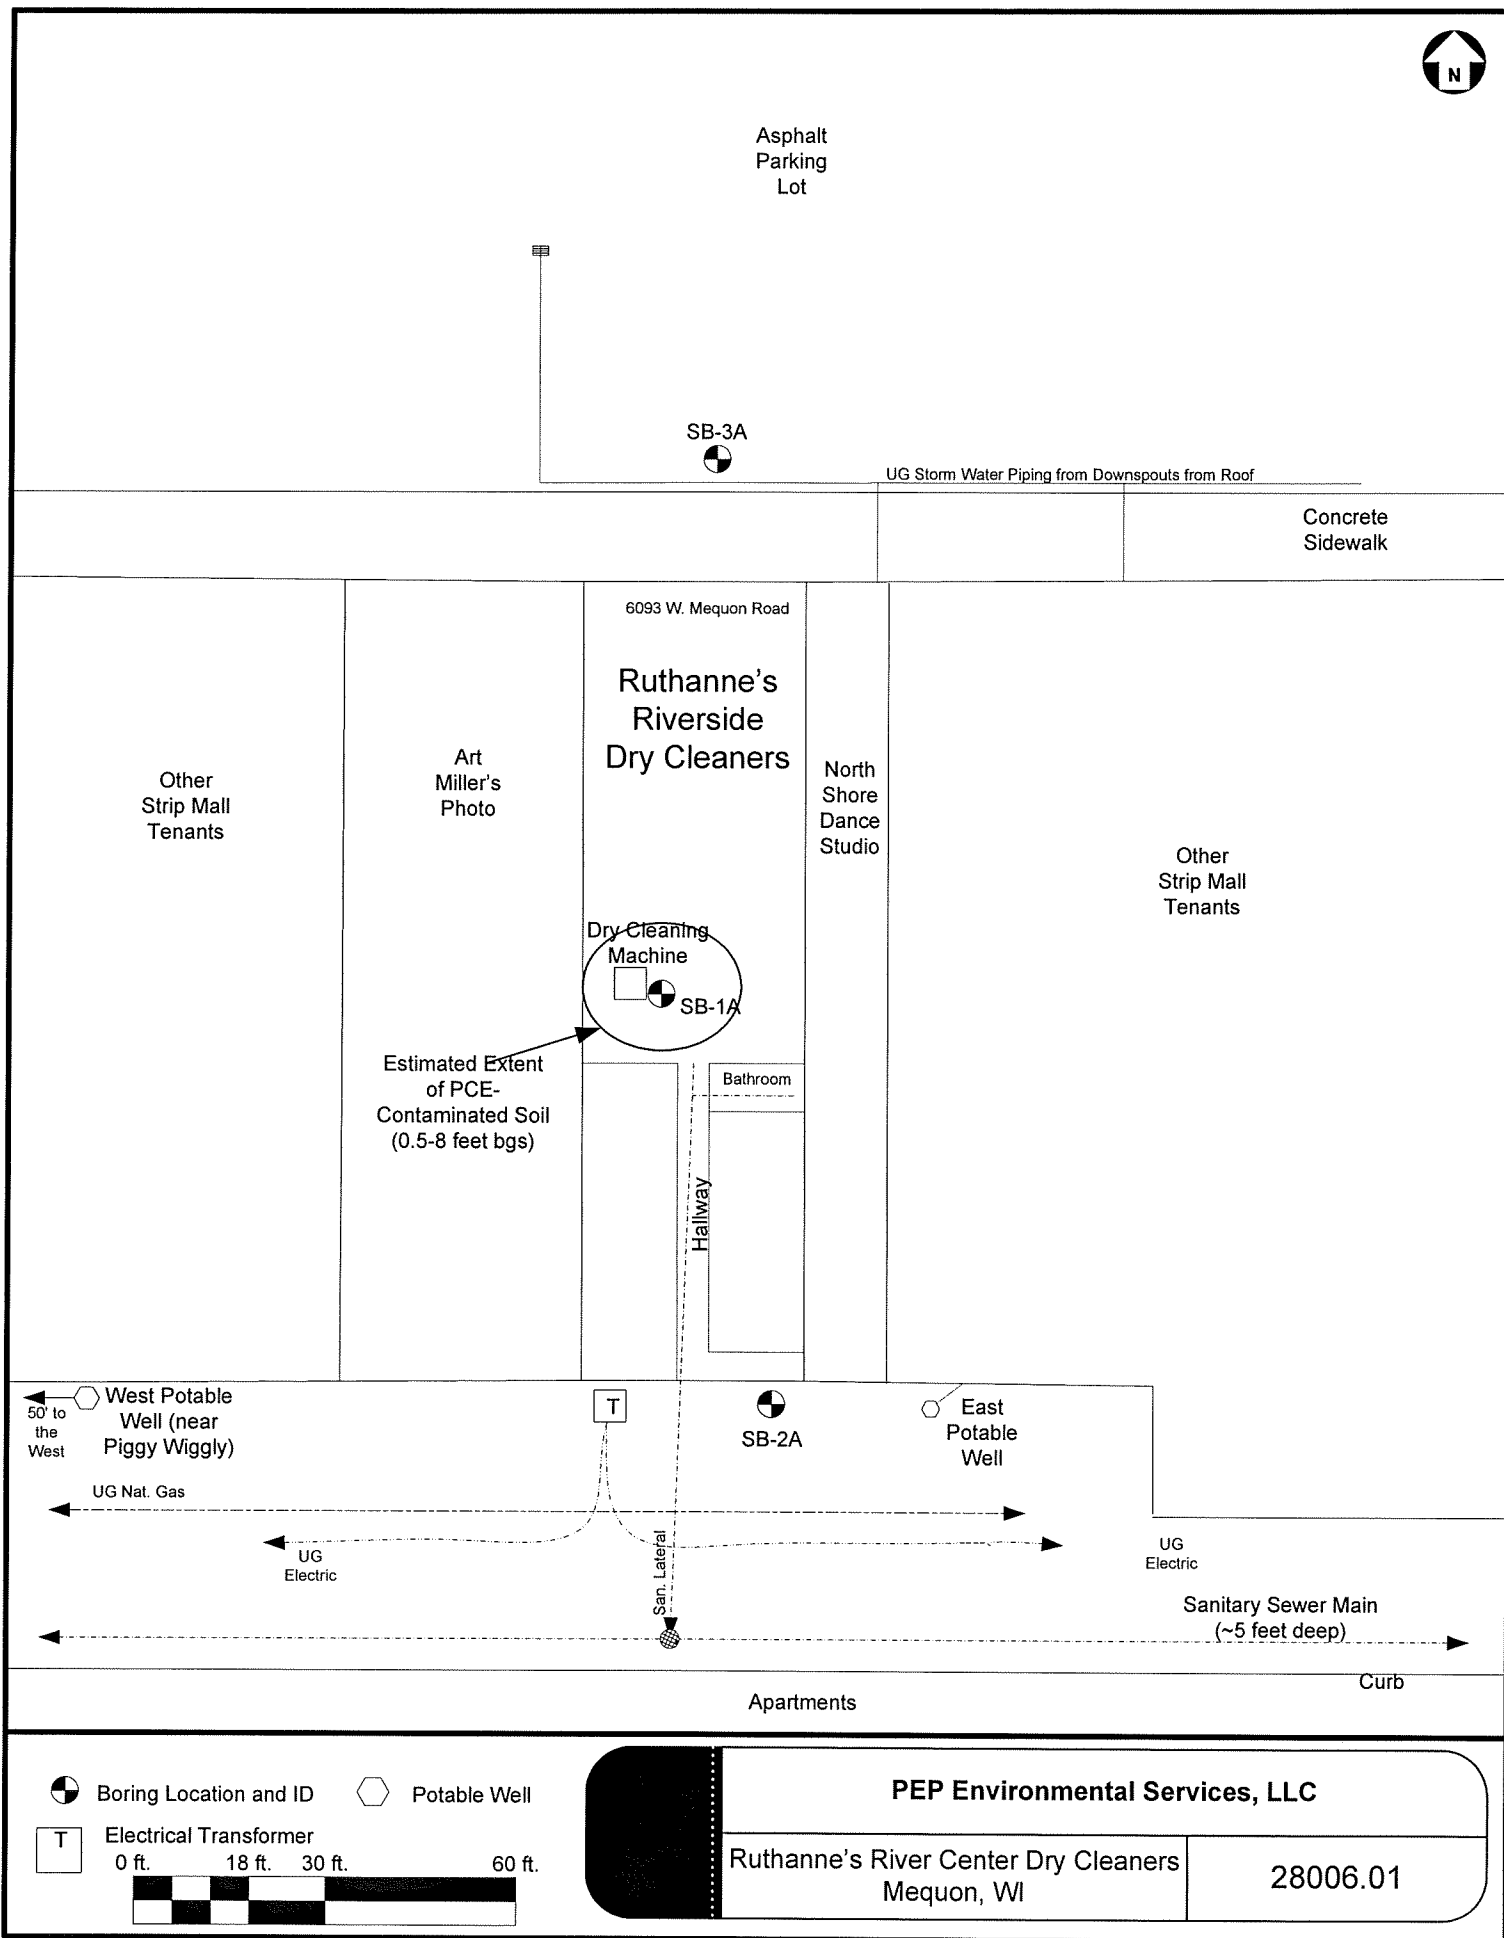 N
Asphalt
Parking
Lot
SB-3A
UG Storm Water Piping from Downspouts from Roof
Concrete
Sidewalk
6093 W. Mequon Road
Ruthanne's
Riverside
Dry Cleaners
Other
Strip Mall
Tenants
Art
Miller's
Photo
North
Shore
Dance
Studio
Other
Strip Mall
Tenants
Dry Cleaning
Machine
SB-1A
Estimated Extent
of PCE-
Contaminated Soil
(0.5-8 feet bgs)
Bathroom
Hallway
50' to
the
West
West Potable
Well (near
Piggy Wiggly)
T
SB-2A
East
Potable
Well
UG Nat. Gas
UG
Electric
San. Lateral
UG
Electric
Sanitary Sewer Main
(~5 feet deep)
Curb
Apartments
Boring Location and ID
Potable Well
T
Electrical Transformer
0 ft. 18 ft. 30 ft. 60 ft.
PEP Environmental Services, LLC
Ruthanne's River Center Dry Cleaners
Mequon, WI
28006.01